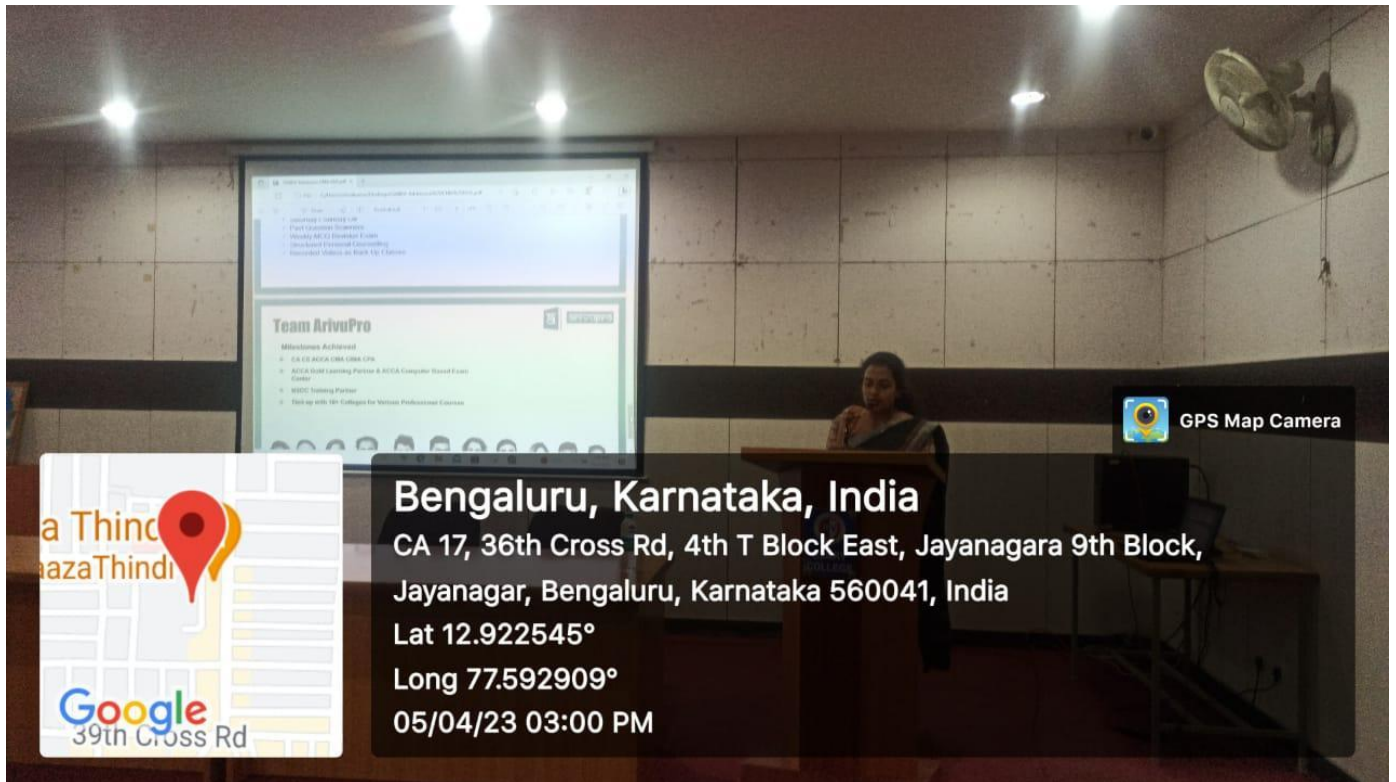 Past Question Scanners
Weekly MCQ Revision Exam
Structured Personal Counselling
Recorded Videos as Back Up Classes
Team ArivuPro
Milestones Achieved
CA CS ACCA CMA CIMA CPA
ACCA Gold Learning Partner & ACCA Computer Based Exam
Center
Training Partner
Tied up with Colleges for Various Professional Courses
GPS Map Camera
a Thinc
aazaThindi
Google
39th Cross Rd
Bengaluru, Karnataka, India
CA 17, 36th Cross Rd, 4th T Block East, Jayanagara 9th Block,
Jayanagar, Bengaluru, Karnataka 560041, India
Lat 12.922545°
Long 77.592909°
05/04/23 03:00 PM
COLLEGE